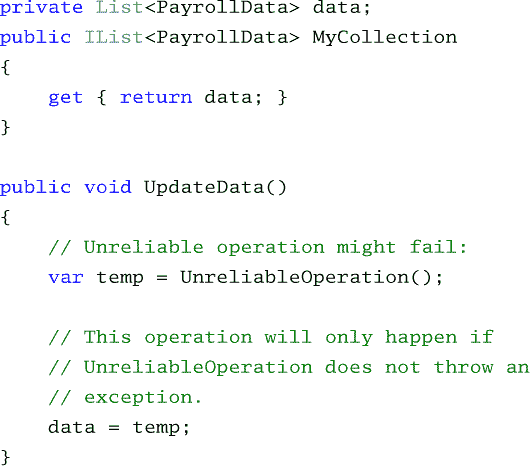 private List<PayrollData> data;
public IList<PayrollData> MyCollection
{
    get { return data; }
}

public void UpdateData()
{
    // Unreliable operation might fail:
    var temp = UnreliableOperation();

    // This operation will only happen if
    // UnreliableOperation does not throw an
    // exception.
    data = temp;
}